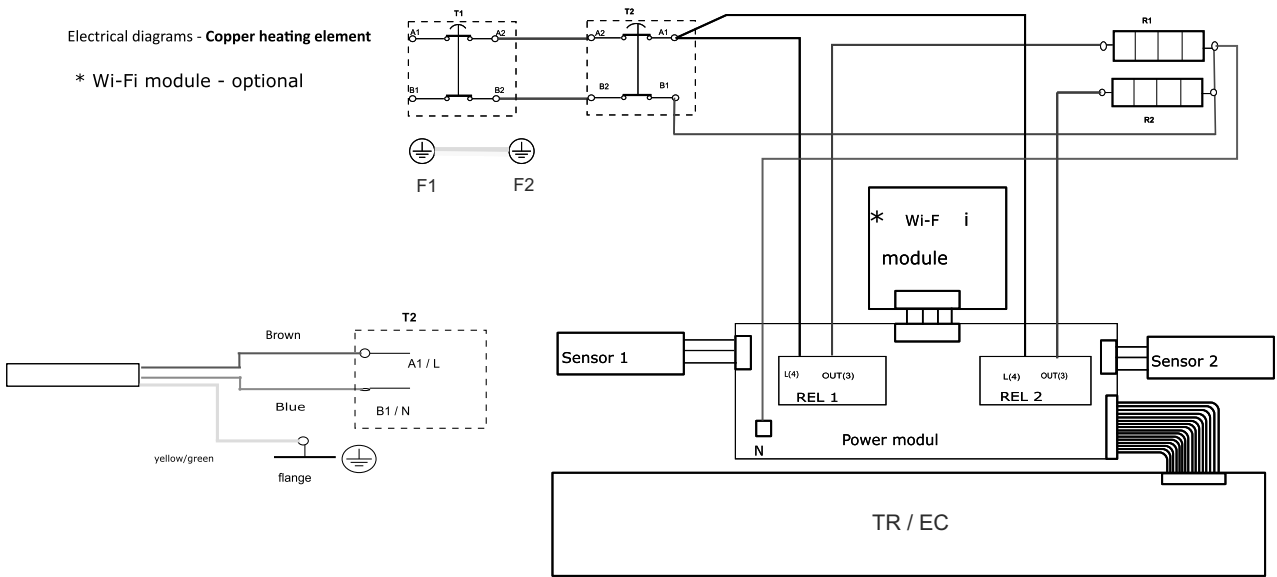 Electrical diagrams - Copper heating element
* Wi-Fi module - optional
T1
T2
A1
A2
A2
A1
B1
B2
B2
B1
R1
R2
F1
F2
* Wi-F i
module
T2
Brown
A1 / L
Blue
B1 / N
yellow/green
flange
Sensor 1
Sensor 2
L(4)
OUT(3)
REL 1
L(4)
OUT(3)
REL 2
Power modul
N
TR / EC